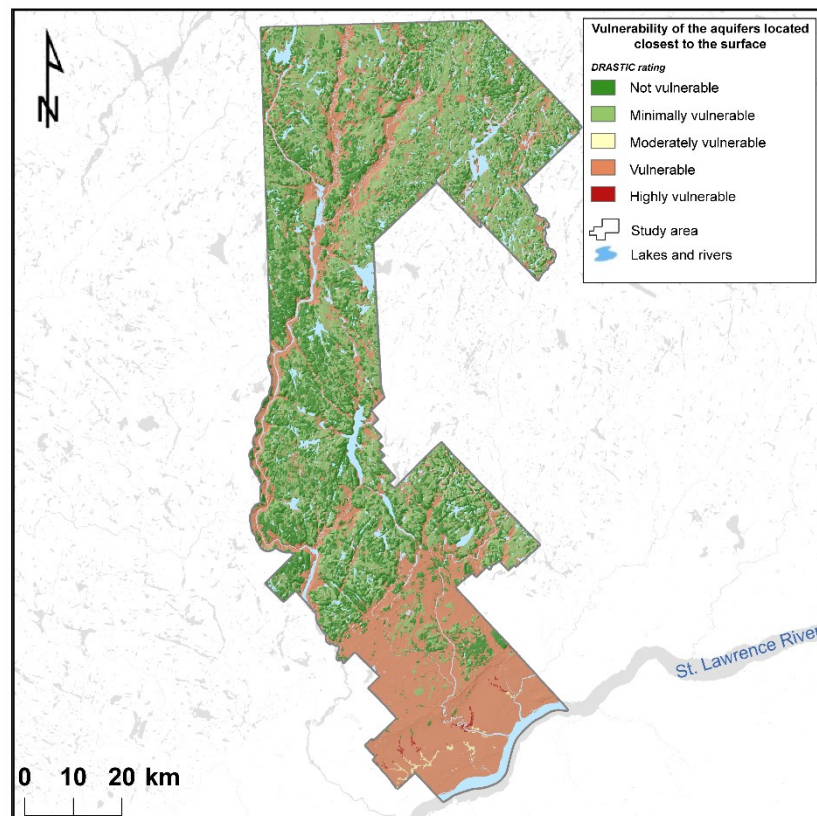 Vulnerability of the aquifers located
closest to the surface
DRASTIC rating
Not vulnerable
Minimally vulnerable
Moderately vulnerable
Vulnerable
Highly vulnerable
Study area
Lakes and rivers
N
St. Lawrence River
0 10 20 km